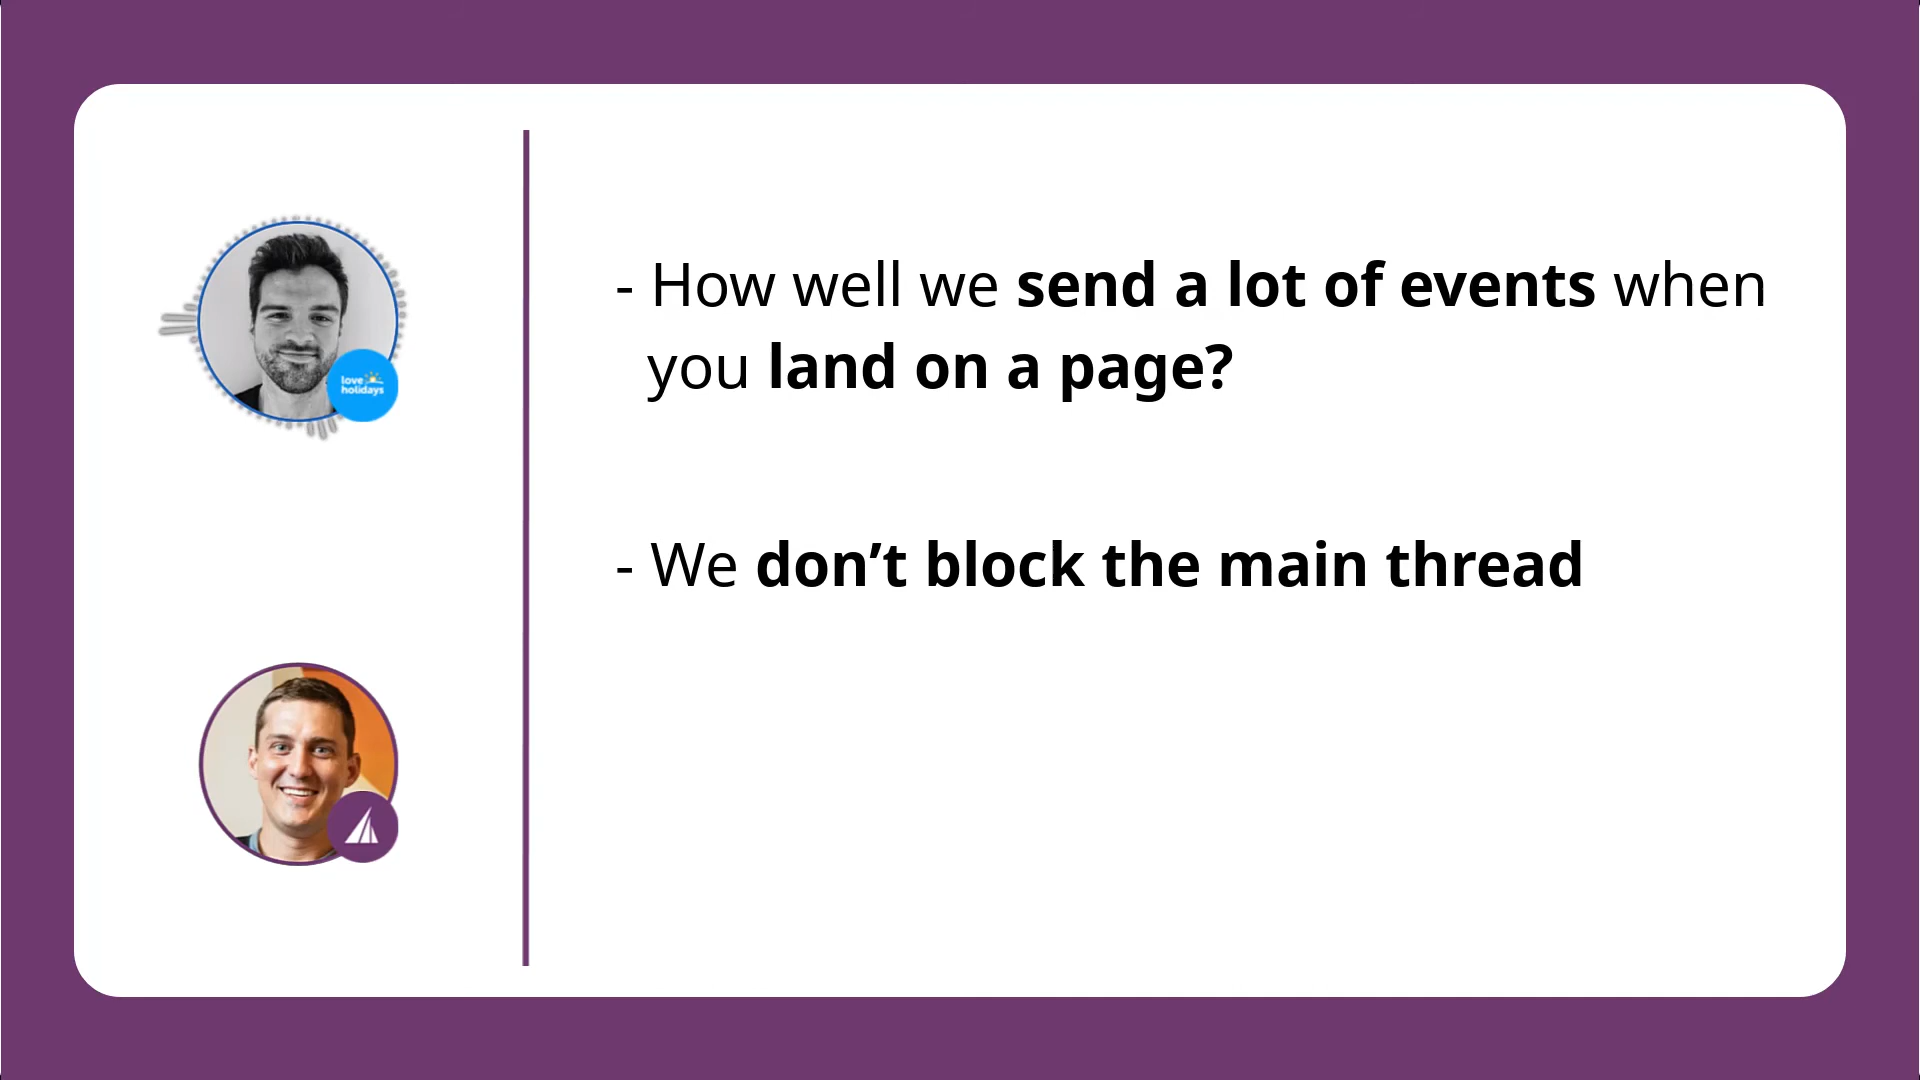 love
holidays
- How well we send a lot of events when
you land on a page?
- We don’t block the main thread